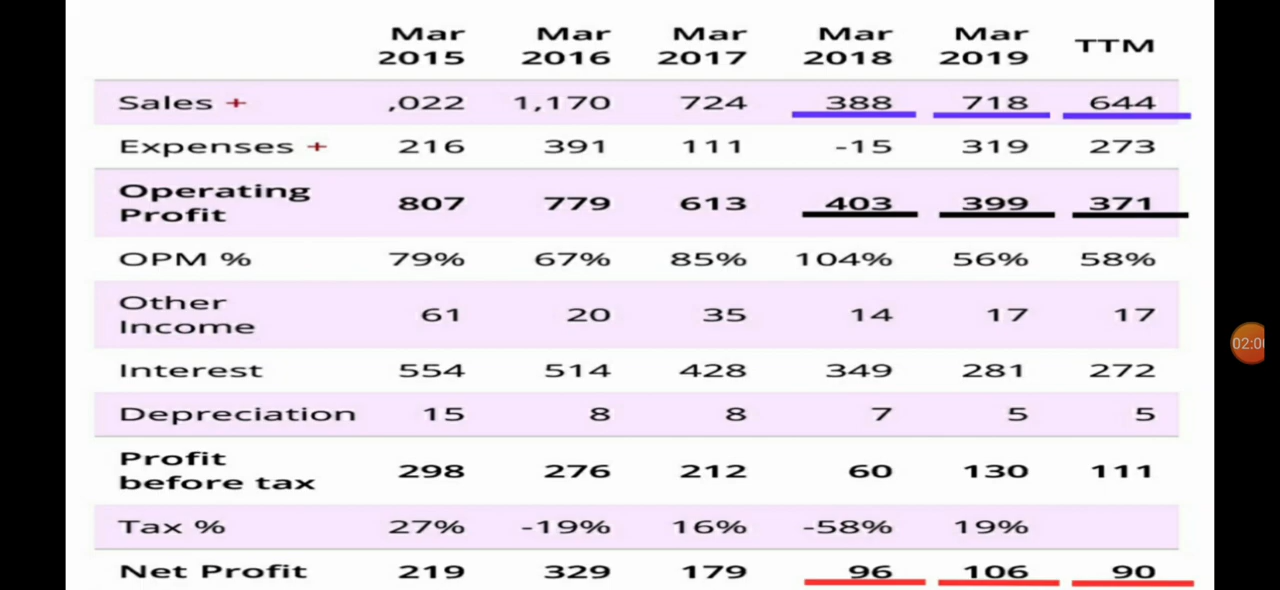 Mar 2015 Mar 2016 Mar 2017 Mar 2018 Mar 2019 TTM
Sales + ,022 1,170 724 388 718 644
Expenses + 216 391 111 -15 319 273
Operating Profit 807 779 613 403 399 371
OPM % 79% 67% 85% 104% 56% 58%
Other Income 61 20 35 14 17 17
Interest 554 514 428 349 281 272
Depreciation 15 8 8 7 5 5
Profit before tax 298 276 212 60 130 111
Tax % 27% -19% 16% -58% 19%
Net Profit 219 329 179 96 106 90